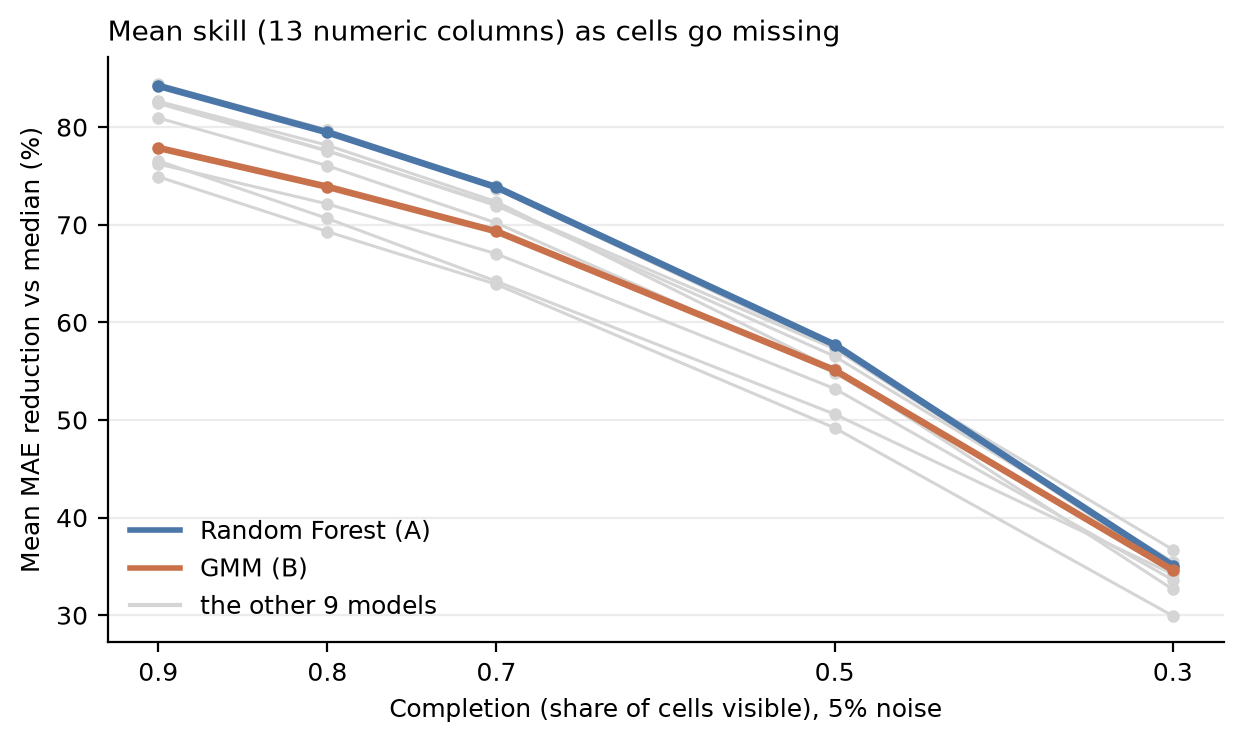 Mean skill (13 numeric columns) as cells go missing
Mean MAE reduction vs median (%)
80
70
60
50
40
30
Random Forest (A)
GMM (B)
the other 9 models
0.9 0.8 0.7 0.5 0.3
Completion (share of cells visible), 5% noise